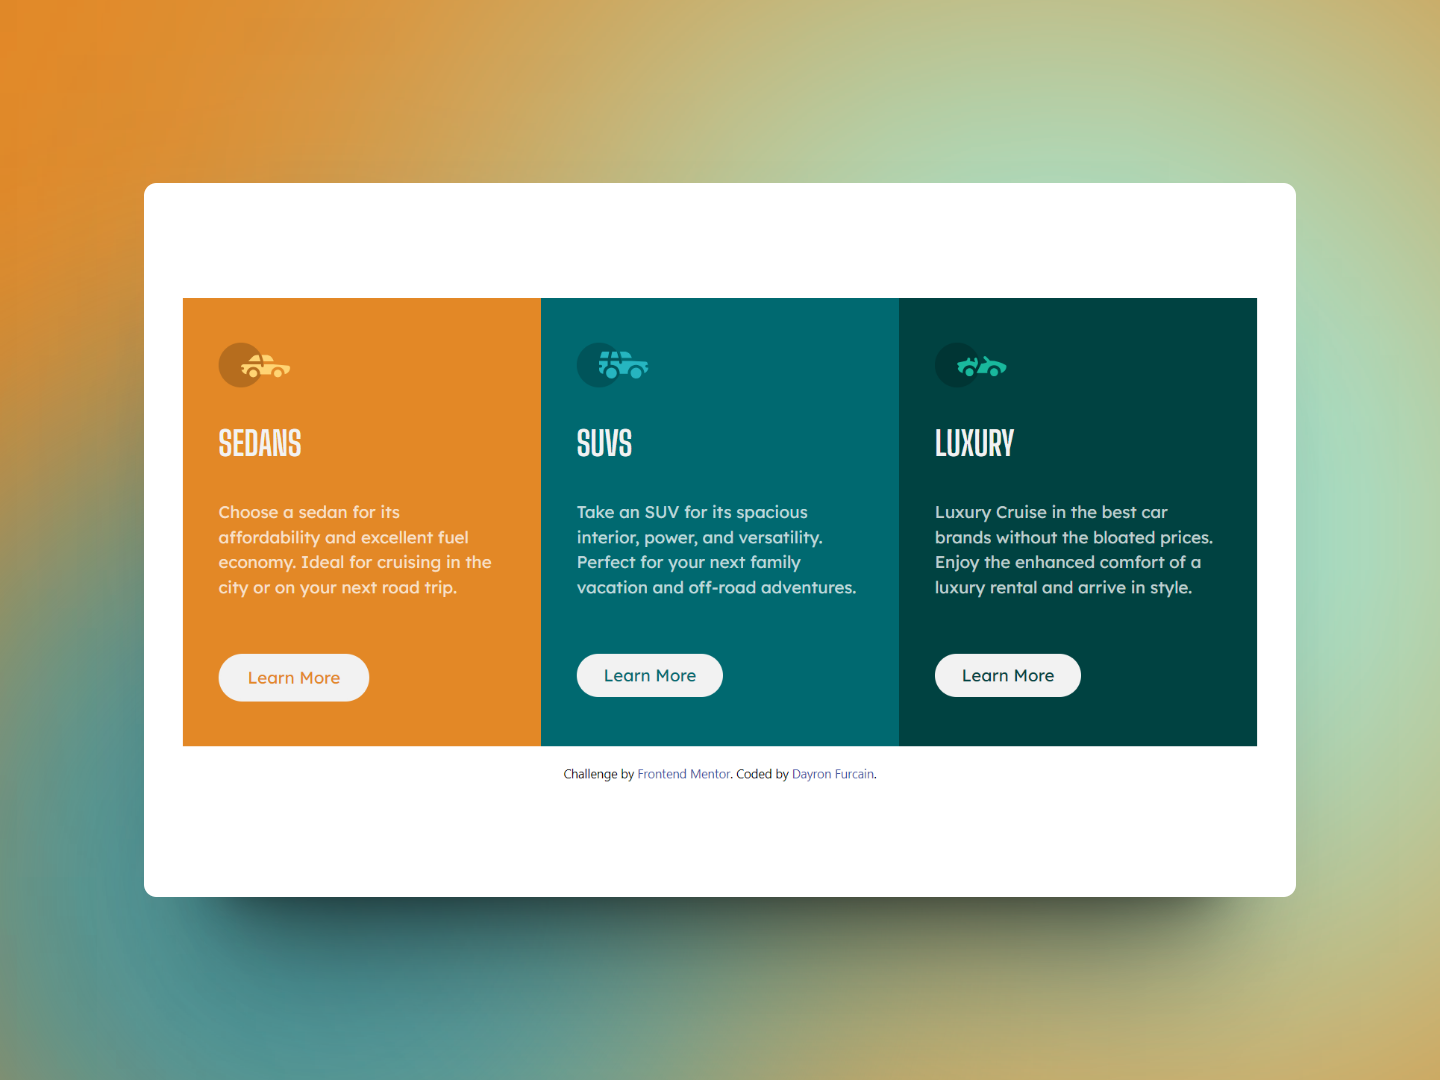 SEDANS
Choose a sedan for its
affordability and excellent fuel
economy. Ideal for cruising in the
city or on your next road trip.
Learn More
SUVS
Take an SUV for its spacious
interior, power, and versatility.
Perfect for your next family
vacation and off-road adventures.
Learn More
LUXURY
Luxury Cruise in the best car
brands without the bloated prices.
Enjoy the enhanced comfort of a
luxury rental and arrive in style.
Learn More
Challenge by Frontend Mentor. Coded by Dayron Furcain.